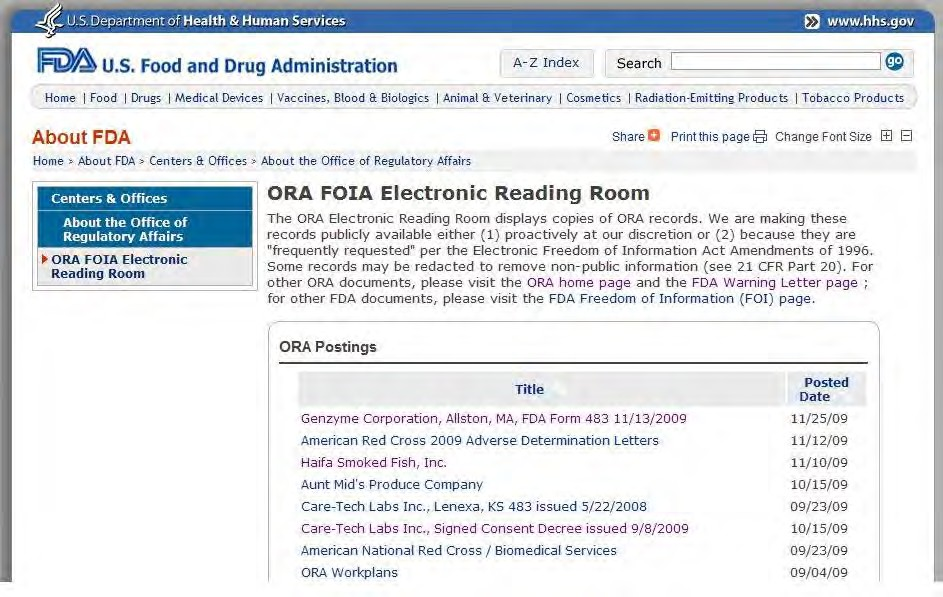 U.S. Department of Health & Human Services www.hhs.gov
FDA U.S. Food and Drug Administration
A-Z Index Search go
Home | Food | Drugs | Medical Devices | Vaccines, Blood & Biologics | Animal & Veterinary | Cosmetics | Radiation-Emitting Products | Tobacco Products
About FDA
Share Print this page Change Font Size
Home > About FDA > Centers & Offices > About the Office of Regulatory Affairs
Centers & Offices
About the Office of
Regulatory Affairs
ORA FOIA Electronic
Reading Room
ORA FOIA Electronic Reading Room
The ORA Electronic Reading Room displays copies of ORA records. We are making these
records publicly available either (1) proactively at our discretion or (2) because they are
"frequently requested" per the Electronic Freedom of Information Act Amendments of 1996.
Some records may be redacted to remove non-public information (see 21 CFR Part 20). For
other ORA documents, please visit the ORA home page and the FDA Warning Letter page ;
for other FDA documents, please visit the FDA Freedom of Information (FOI) page.
ORA Postings
Title Posted
Date
Genzyme Corporation, Allston, MA, FDA Form 483 11/13/2009 11/25/09
American Red Cross 2009 Adverse Determination Letters 11/12/09
Haifa Smoked Fish, Inc. 11/10/09
Aunt Mid's Produce Company 10/15/09
Care-Tech Labs Inc., Lenexa, KS 483 issued 5/22/2008 09/23/09
Care-Tech Labs Inc., Signed Consent Decree issued 9/8/2009 10/15/09
American National Red Cross / Biomedical Services 09/23/09
ORA Workplans 09/04/09